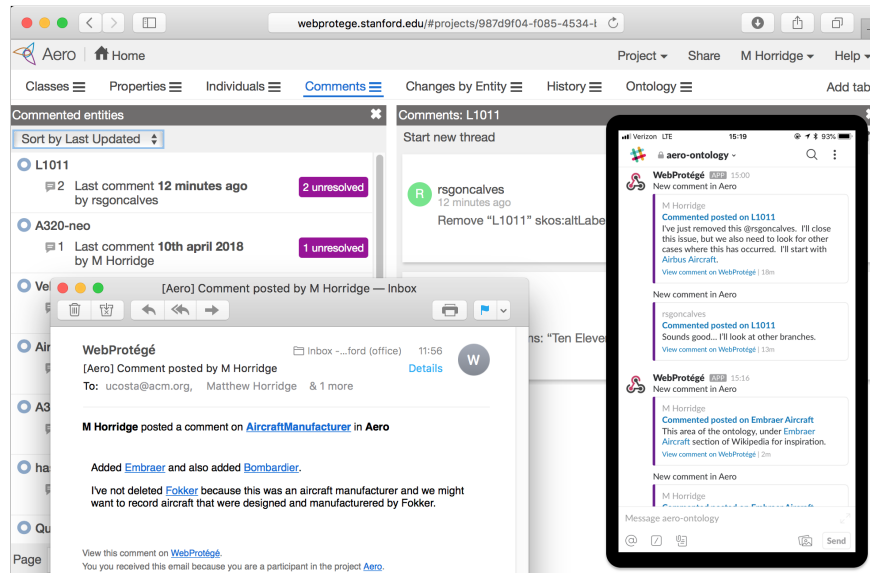 webprotege.stanford.edu/#projects/987d9f04-f085-4534-b
Aero Home Project Share M Horridge Help
Classes Properties Individuals Comments Changes by Entity History Ontology Add tab
Commented entities
Sort by Last Updated
L1011
2 Last comment 12 minutes ago
by rsgoncalves
2 unresolved
A320-neo
1 Last comment 10th april 2018
by M Horridge
1 unresolved
Air
A3
Qu
Page
Comments: L1011
Start new thread
R rsgoncalves
12 minutes ago
Remove “L1011” skos:altLabe
ns: “Ten Eleve
[Aero] Comment posted by M Horridge — Inbox
WebProtégé Inbox -...ford (office) 11:56
[Aero] Comment posted by M Horridge Details
W
To: ucosta@acm.org, Matthew Horridge & 1 more
M Horridge posted a comment on AircraftManufacturer in Aero
Added Embraer and also added Bombardier.
I've not deleted Fokker because this was an aircraft manufacturer and we might
want to record aircraft that were designed and manufacturered by Fokker.
View this comment on WebProtégé.
You you received this email because you are a participant in the project Aero.
Verizon LTE 15:19 93%
aero-ontology
WebProtégé APP 15:00
New comment in Aero
M Horridge
Commented posted on L1011
I've just removed this @rsgoncalves. I'll close
this issue, but we also need to look for other
cases where this has occurred. I'll start with
Airbus Aircraft.
View comment on WebProtégé | 18m
New comment in Aero
rsgoncalves
Commented posted on L1011
Sounds good... I'll look at other branches.
View comment on WebProtégé | 13m
WebProtégé APP 15:16
New comment in Aero
M Horridge
Commented posted on Embraer Aircraft
This area of the ontology, under Embraer
Aircraft section of Wikipedia for inspiration.
View comment on WebProtégé | 2m
New comment in Aero
M Horridge
Commented posted on Embraer Aircraft
Message aero-ontology
Send